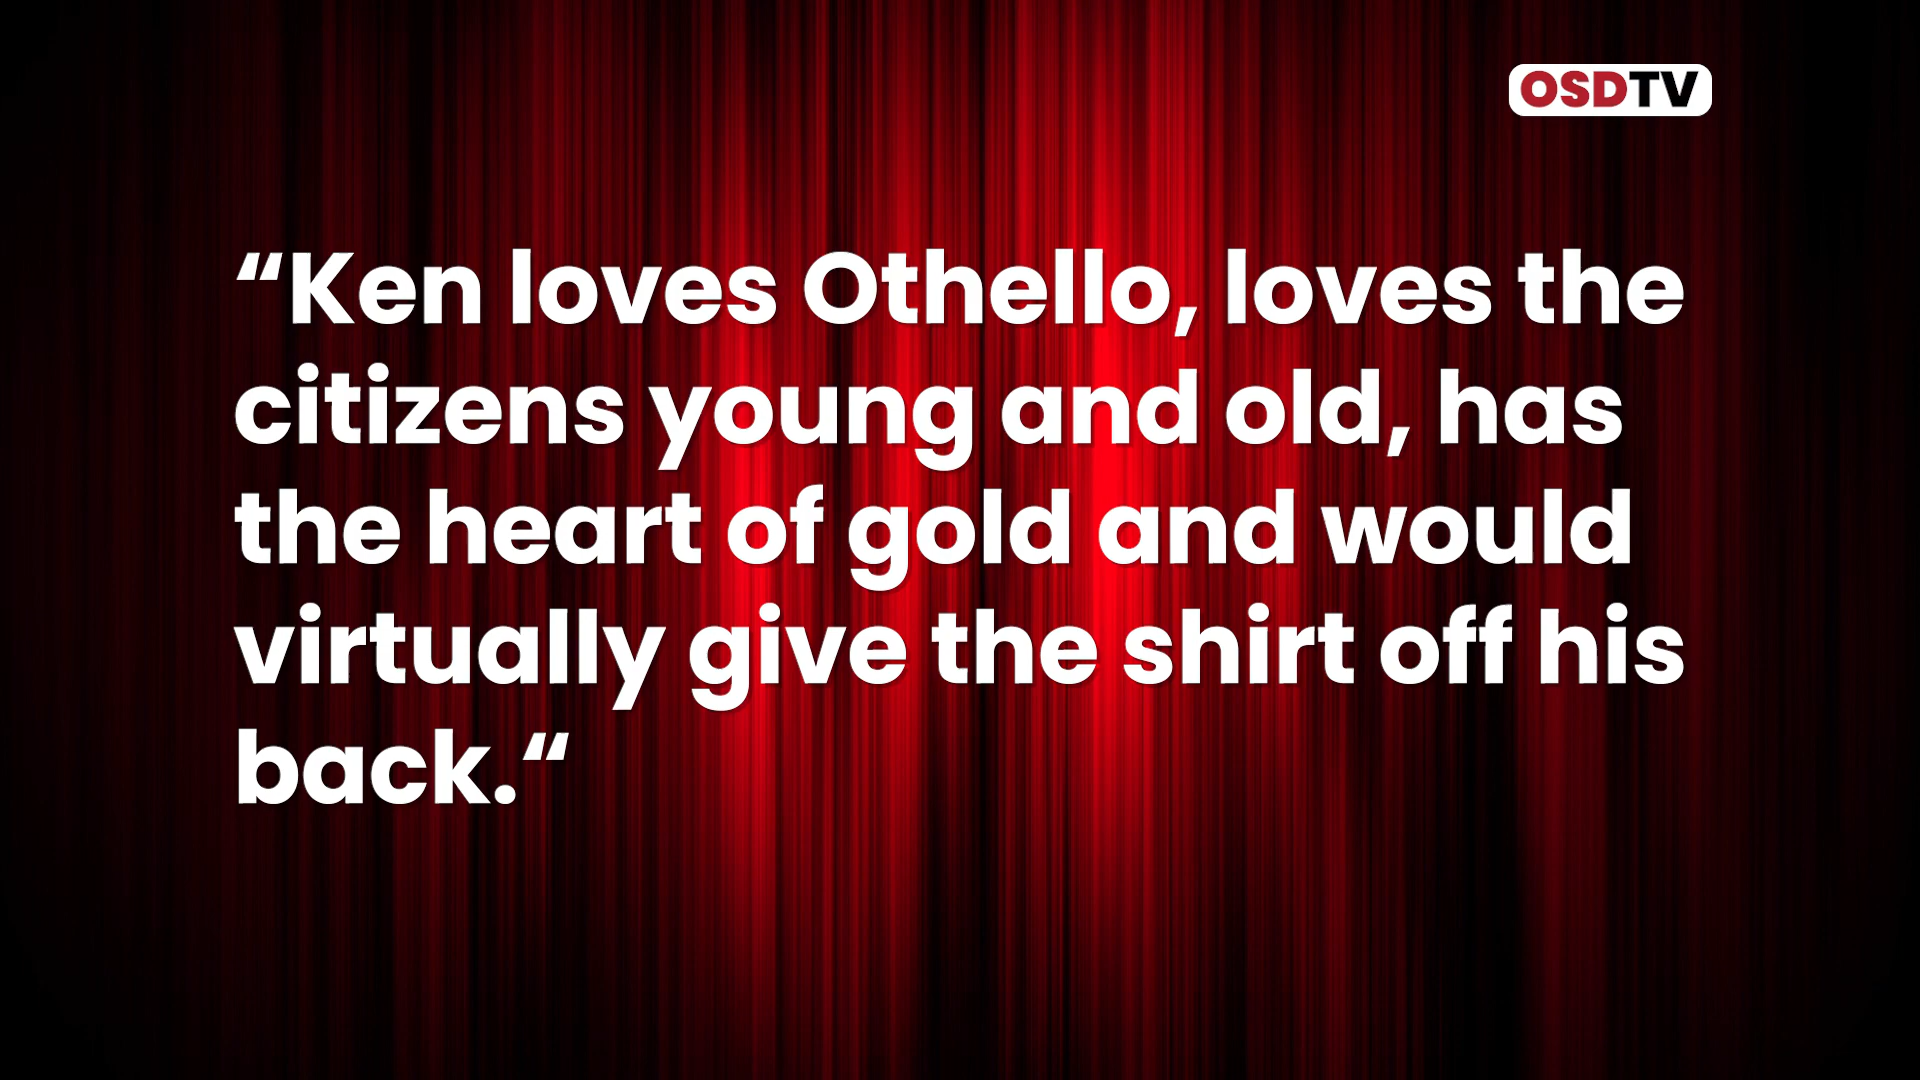 OSDTV
“Ken loves Othello, loves the
citizens young and old, has
the heart of gold and would
virtually give the shirt off his
back.“